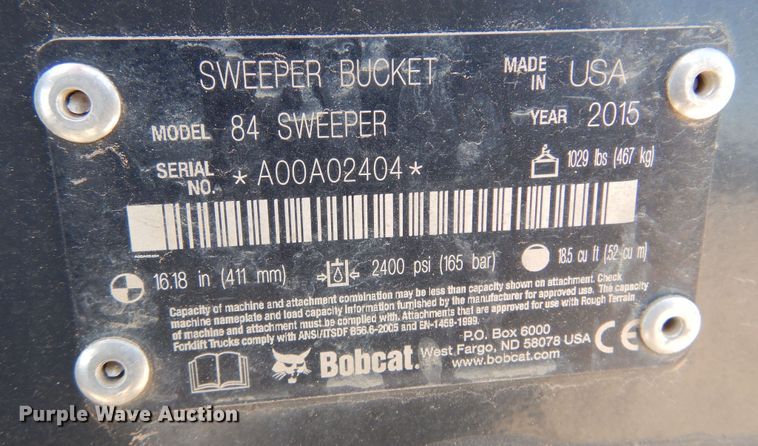 SWEEPER BUCKET MADE IN USA
MODEL 84 SWEEPER YEAR 2015
SERIAL NO. *A00A02404* 1029 lbs (467 kg)
A00A02404
16.18 in (411 mm) 2400 psi (165 bar) 18.5 cu ft (52 cu m)
Capacity of machine and attachment combination may be less than capacity shown on attachment. Check
machine nameplate and load capacity information furnished by the manufacturer for approved use. The capacity
of machine and attachments must be complied with. Attachments are approved for use with Rough Terrain
Forklift Trucks comply with ANSI/ITSDF B56.6-2005 and EN-1459-1999.
Bobcat.
P.O. Box 6000
West Fargo, ND 58078 USA
www.bobcat.com
CE
Purple Wave Auction